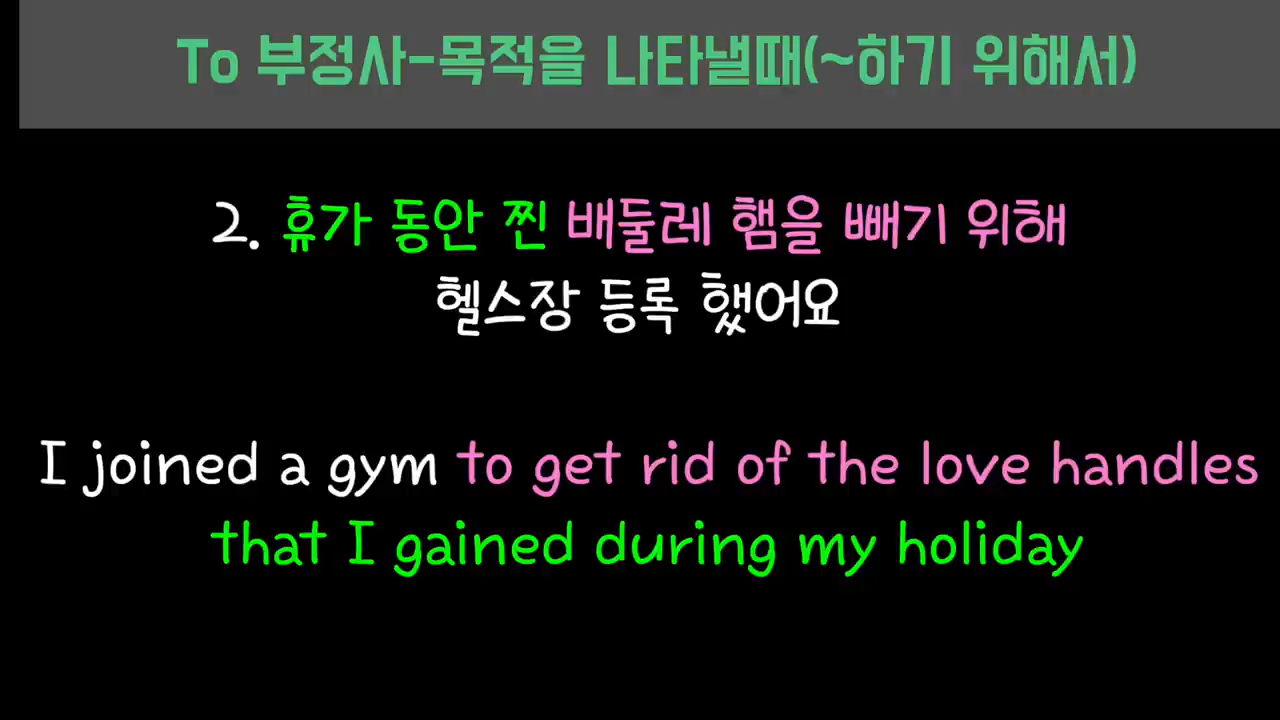 To 부정사-목적을 나타낼때(~하기 위해서)
2. 휴가 동안 찐 배둘레 햄을 빼기 위해
헬스장 등록 했어요
I joined a gym to get rid of the love handles
that I gained during my holiday